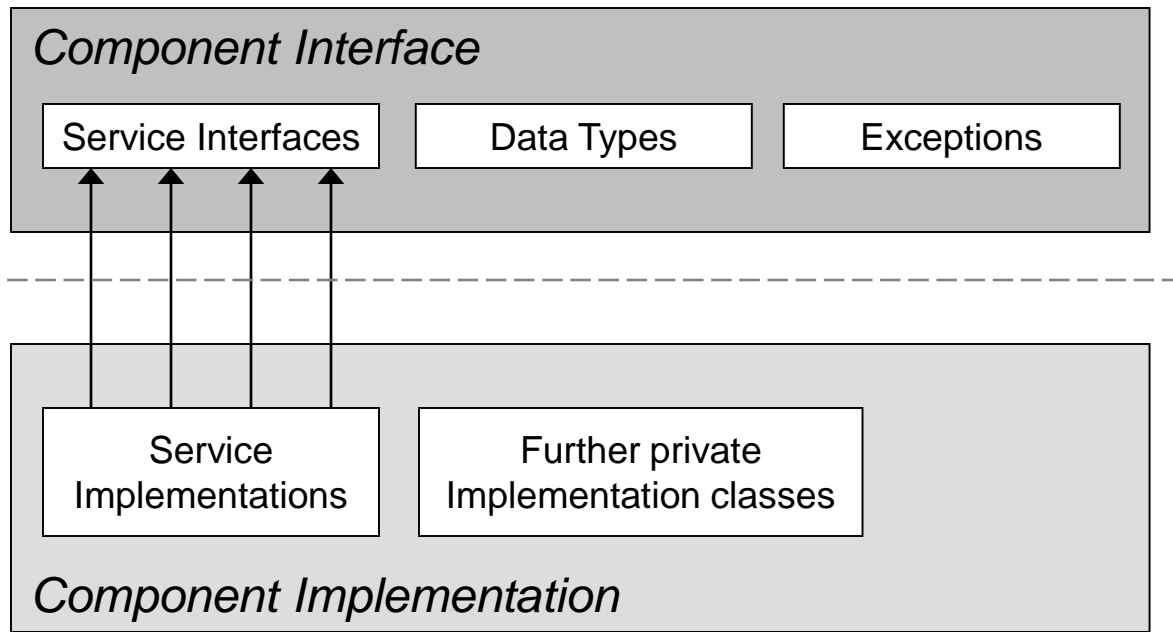 Component Interface
Service Interfaces
Data Types
Exceptions
Service
Implementations
Further private
Implementation classes
Component Implementation